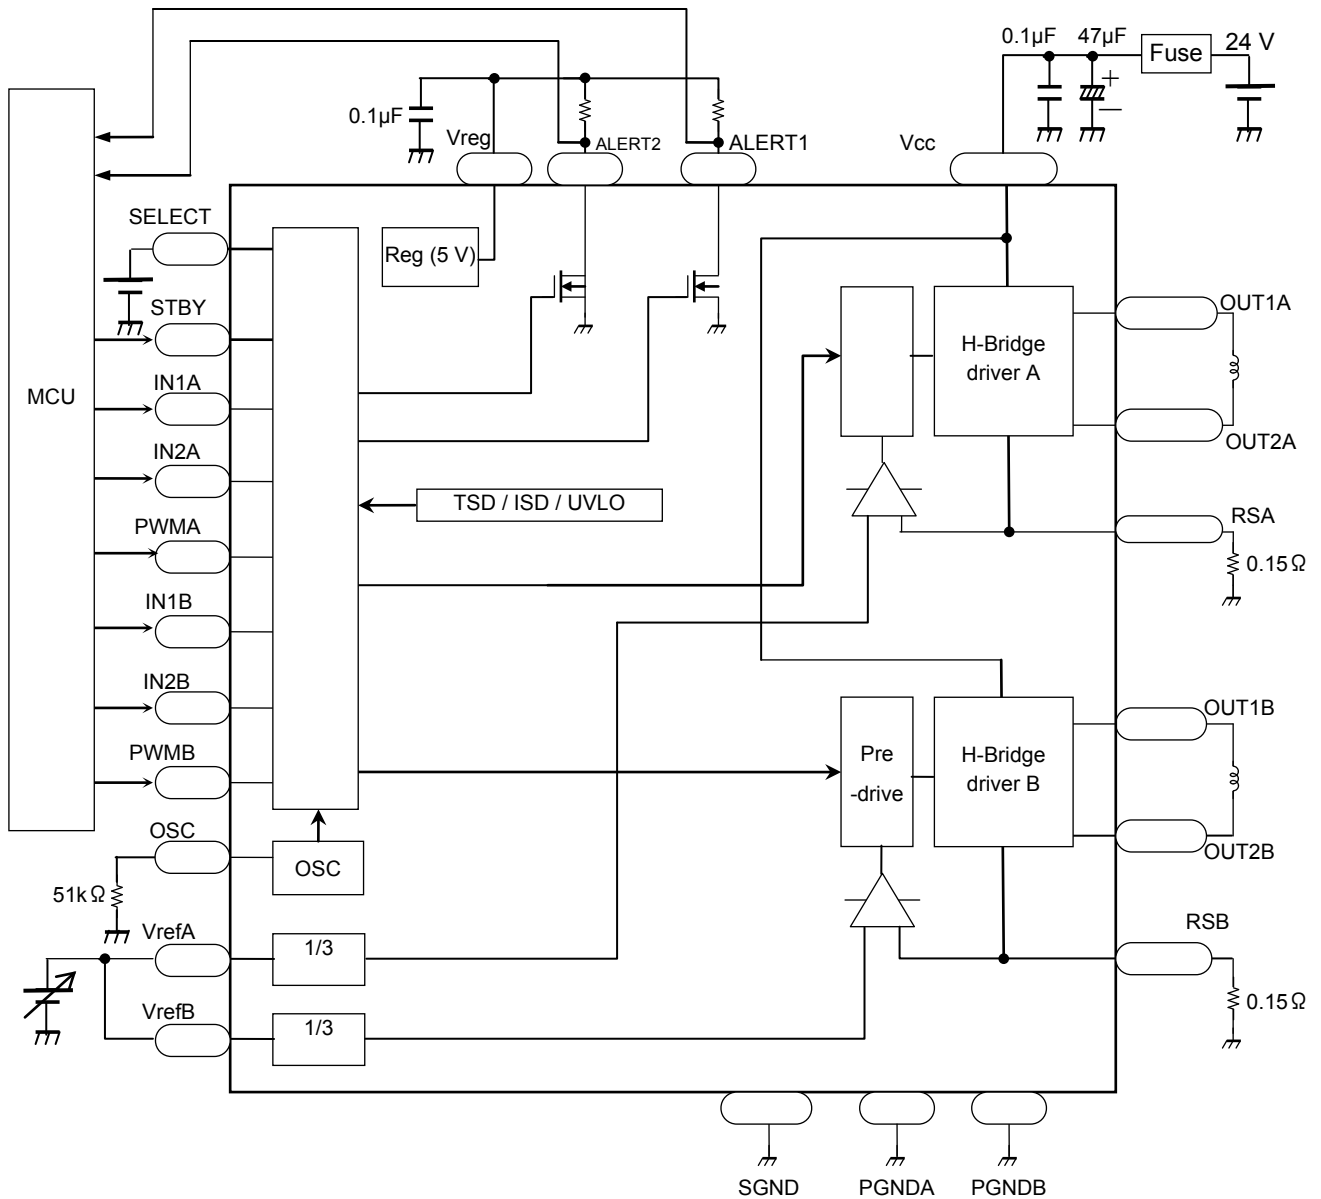 0.1μF
47μF
Fuse
24 V
0.1μF
Vreg
ALERT2
ALERT1
Vcc
SELECT
Reg (5 V)
STBY
OUT1A
H-Bridge
driver A
IN1A
MCU
OUT2A
IN2A
TSD / ISD / UVLO
RSA
PWMA
0.15Ω
IN1B
IN2B
OUT1B
PWMB
Pre
-drive
H-Bridge
driver B
OSC
OUT2B
OSC
51kΩ
VrefA
RSB
1/3
VrefB
0.15Ω
1/3
SGND
PGNDA
PGNDB